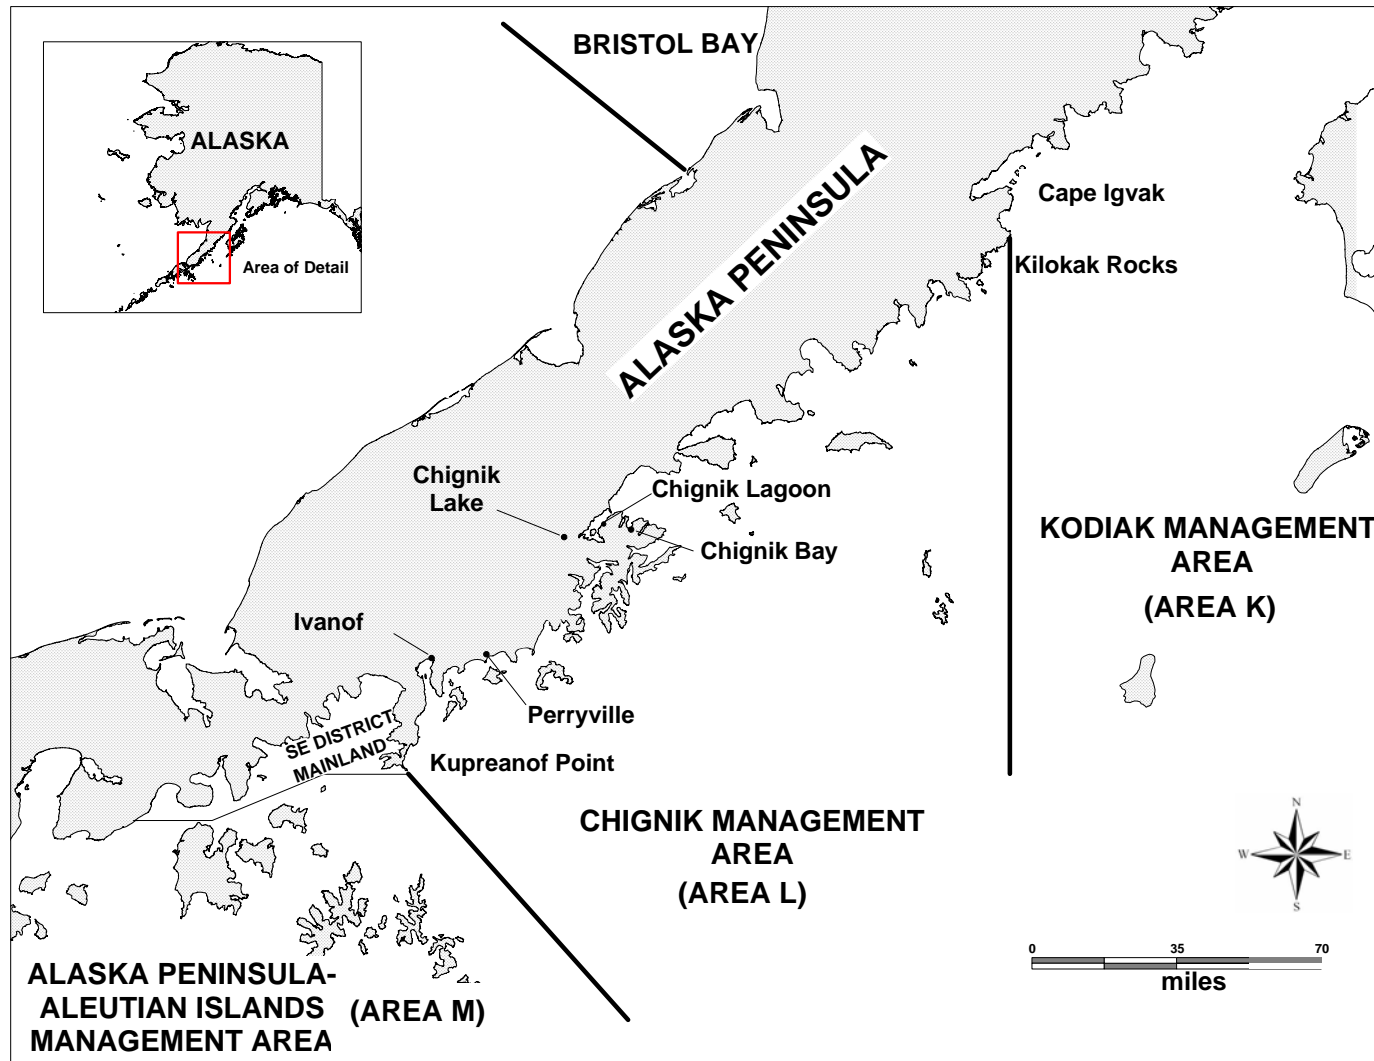 BRISTOL BAY
ALASKA
Area of Detail
ALASKA PENINSULA
Cape Igvak
Kilokak Rocks
Chignik
Lake
Chignik Lagoon
Chignik Bay
KODIAK MANAGEMENT
AREA
(AREA K)
Ivanof
Perryville
SE DISTRICT
MAINLAND
Kupreanof Point
CHIGNIK MANAGEMENT
AREA
(AREA L)
N
W E
S
0 35 70
miles
ALASKA PENINSULA-
ALEUTIAN ISLANDS
MANAGEMENT AREA
(AREA M)